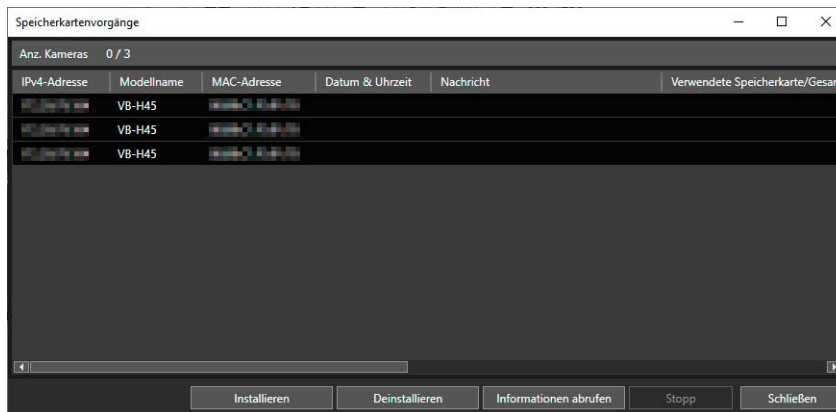 Speicherkartenvorgänge
Anz. Kameras 0 / 3
IPv4-Adresse Modellname MAC-Adresse Datum & Uhrzeit Nachricht Verwendete Speicherkarte/Gesar
VB-H45
VB-H45
VB-H45
Installieren Deinstallieren Informationen abrufen Stopp Schließen